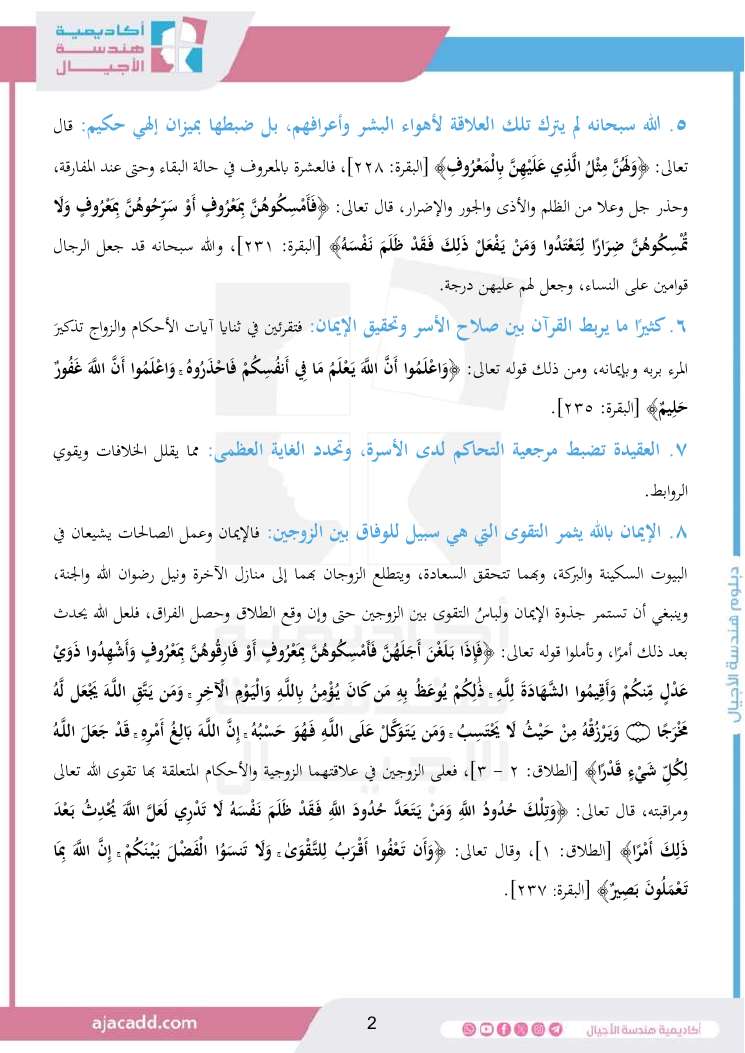 أكاديمية
هندسة
الأجيال
٥. الله سبحانه لم يترك تلك العلاقة لأهواء البشر وأعرافهم، بل ضبطها بميزان إلهي حكيم: قال
تعالى: ﴿وَلَهُنَّ مِثْلُ الَّذِي عَلَيْهِنَّ بِالْمَعْرُوفِ﴾ [البقرة: ٢٢٨]، فالعشرة بالمعروف في حالة البقاء وحتى عند المفارقة،
وحذر جل وعلا من الظلم والأذى والجور والإضرار، قال تعالى: ﴿فَأَمْسِكُوهُنَّ بِمَعْرُوفٍ أَوْ سَرِّحُوهُنَّ بِمَعْرُوفٍ وَلَا
تُمْسِكُوهُنَّ ضِرَارًا لِتَعْتَدُوا وَمَنْ يَفْعَلْ ذَلِكَ فَقَدْ ظَلَمَ نَفْسَهُ﴾ [البقرة: ٢٣١]، والله سبحانه قد جعل الرجال
قوامين على النساء، وجعل لهم عليهن درجة.
٦. كثيرًا ما يربط القرآن بين صلاح الأسر وتحقيق الإيمان: فتقرئين في ثنايا آيات الأحكام والزواج تذكيرَ
المرء بربه وبإيمانه، ومن ذلك قوله تعالى: ﴿وَاعْلَمُوا أَنَّ اللَّهَ يَعْلَمُ مَا فِي أَنفُسِكُمْ فَاحْذَرُوهُ ۚ وَاعْلَمُوا أَنَّ اللَّهَ غَفُورٌ
حَلِيمٌ﴾ [البقرة: ٢٣٥].
٧. العقيدة تضبط مرجعية التحاكم لدى الأسرة، وتحدد الغاية العظمى: مما يقلل الخلافات ويقوي
الروابط.
٨. الإيمان بالله يثمر التقوى التي هي سبيل للوفاق بين الزوجين: فالإيمان وعمل الصالحات يشيعان في
البيوت السكينة والبركة، وبهما تتحقق السعادة، ويتطلع الزوجان بهما إلى منازل الآخرة ونيل رضوان الله والجنة،
وينبغي أن تستمر جذوة الإيمان ولباسُ التقوى بين الزوجين حتى وإن وقع الطلاق وحصل الفراق، فلعل الله يحدث
بعد ذلك أمرًا، وتأملوا قوله تعالى: ﴿فَإِذَا بَلَغْنَ أَجَلَهُنَّ فَأَمْسِكُوهُنَّ بِمَعْرُوفٍ أَوْ فَارِقُوهُنَّ بِمَعْرُوفٍ وَأَشْهِدُوا ذَوَيْ
عَدْلٍ مِّنكُمْ وَأَقِيمُوا الشَّهَادَةَ لِلَّهِ ۚ ذَٰلِكُمْ يُوعَظُ بِهِ مَن كَانَ يُؤْمِنُ بِاللَّهِ وَالْيَوْمِ الْآخِرِ ۚ وَمَن يَتَّقِ اللَّهَ يَجْعَل لَّهُ
مَخْرَجًا ۝ وَيَرْزُقْهُ مِنْ حَيْثُ لَا يَحْتَسِبُ ۚ وَمَن يَتَوَكَّلْ عَلَى اللَّهِ فَهُوَ حَسْبُهُ ۚ إِنَّ اللَّهَ بَالِغُ أَمْرِهِ ۚ قَدْ جَعَلَ اللَّهُ
لِكُلِّ شَيْءٍ قَدْرًا﴾ [الطلاق: ٢ – ٣]، فعلى الزوجين في علاقتهما الزوجية والأحكام المتعلقة بها تقوى الله تعالى
ومراقبته، قال تعالى: ﴿وَتِلْكَ حُدُودُ اللَّهِ وَمَنْ يَتَعَدَّ حُدُودَ اللَّهِ فَقَدْ ظَلَمَ نَفْسَهُ لَا تَدْرِي لَعَلَّ اللَّهَ يُحْدِثُ بَعْدَ
ذَلِكَ أَمْرًا﴾ [الطلاق: ١]، وقال تعالى: ﴿وَأَن تَعْفُوا أَقْرَبُ لِلتَّقْوَىٰ ۚ وَلَا تَنسَوُا الْفَضْلَ بَيْنَكُمْ ۚ إِنَّ اللَّهَ بِمَا
تَعْمَلُونَ بَصِيرٌ﴾ [البقرة: ٢٣٧].
دبلوم هندسة الأجيال
ajacadd.com
2
أكاديمية هندسة الأجيال